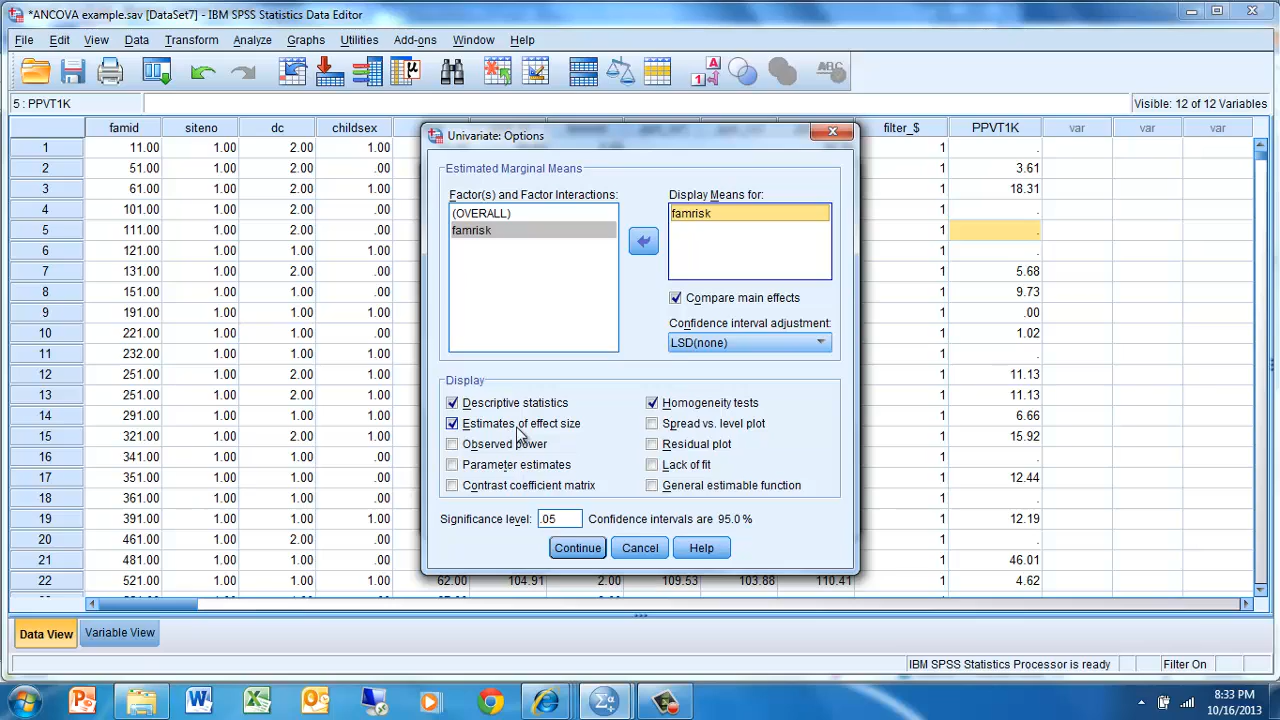 *ANCOVA example.sav [DataSet7] - IBM SPSS Statistics Data Editor
File Edit View Data Transform Analyze Graphs Utilities Add-ons Window Help
5 : PPVT1K Visible: 12 of 12 Variables
famid siteno dc childsex filter_$ PPVT1K var var var
1 11.00 1.00 2.00 1.00 1 .
2 51.00 1.00 2.00 .00 1 3.61
3 61.00 1.00 2.00 1.00 1 18.31
4 101.00 1.00 2.00 .00 1 .
5 111.00 1.00 2.00 .00 1 .
6 121.00 1.00 1.00 .00 1 .
7 131.00 1.00 2.00 .00 1 5.68
8 151.00 1.00 1.00 .00 1 9.73
9 191.00 1.00 1.00 1.00 1 .00
10 221.00 1.00 1.00 .00 1 1.02
11 232.00 1.00 1.00 1.00 1 .
12 251.00 1.00 2.00 1.00 1 11.13
13 251.00 1.00 2.00 1.00 1 11.13
14 291.00 1.00 1.00 1.00 1 6.66
15 321.00 1.00 2.00 .00 1 15.92
16 341.00 1.00 1.00 .00 1 .
17 351.00 1.00 1.00 .00 1 12.44
18 361.00 1.00 1.00 .00 1 .
19 391.00 1.00 1.00 1.00 1 12.19
20 461.00 1.00 2.00 .00 1 .
21 481.00 1.00 1.00 .00 1 46.01
22 521.00 1.00 1.00 1.00 62.00 104.91 2.00 109.53 103.88 110.41 1 4.62
Univariate: Options
Estimated Marginal Means
Factor(s) and Factor Interactions:
(OVERALL)
famrisk
Display Means for:
famrisk
Compare main effects
Confidence interval adjustment:
LSD(none)
Display
Descriptive statistics Homogeneity tests
Estimates of effect size Spread vs. level plot
Observed power Residual plot
Parameter estimates Lack of fit
Contrast coefficient matrix General estimable function
Significance level: .05 Confidence intervals are 95.0 %
Continue Cancel Help
Data View Variable View
IBM SPSS Statistics Processor is ready Filter On
8:33 PM
10/16/2013